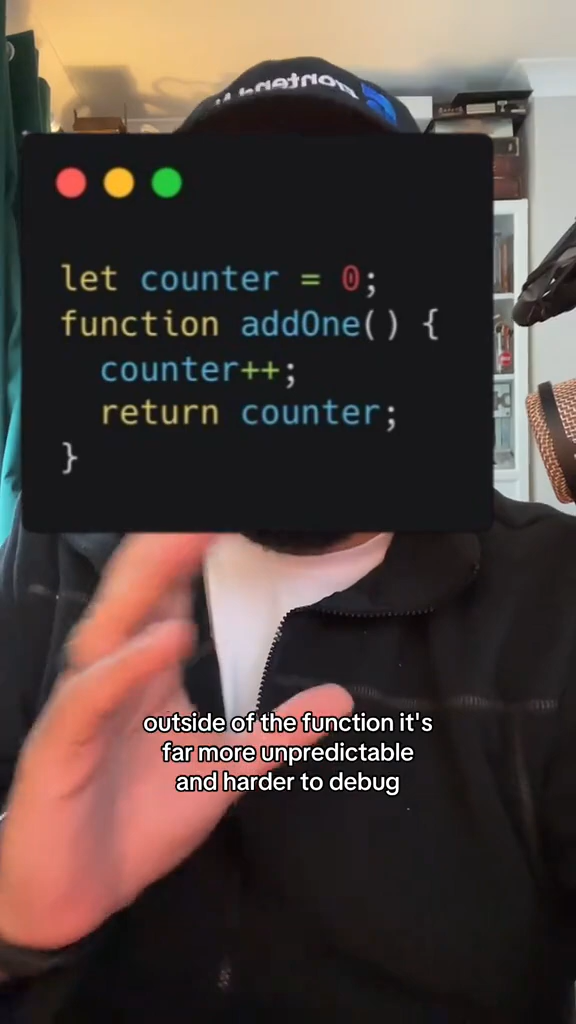 frontend
let counter = 0;
function addOne() {
  counter++;
  return counter;
}
outside of the function it's
far more unpredictable
and harder to debug